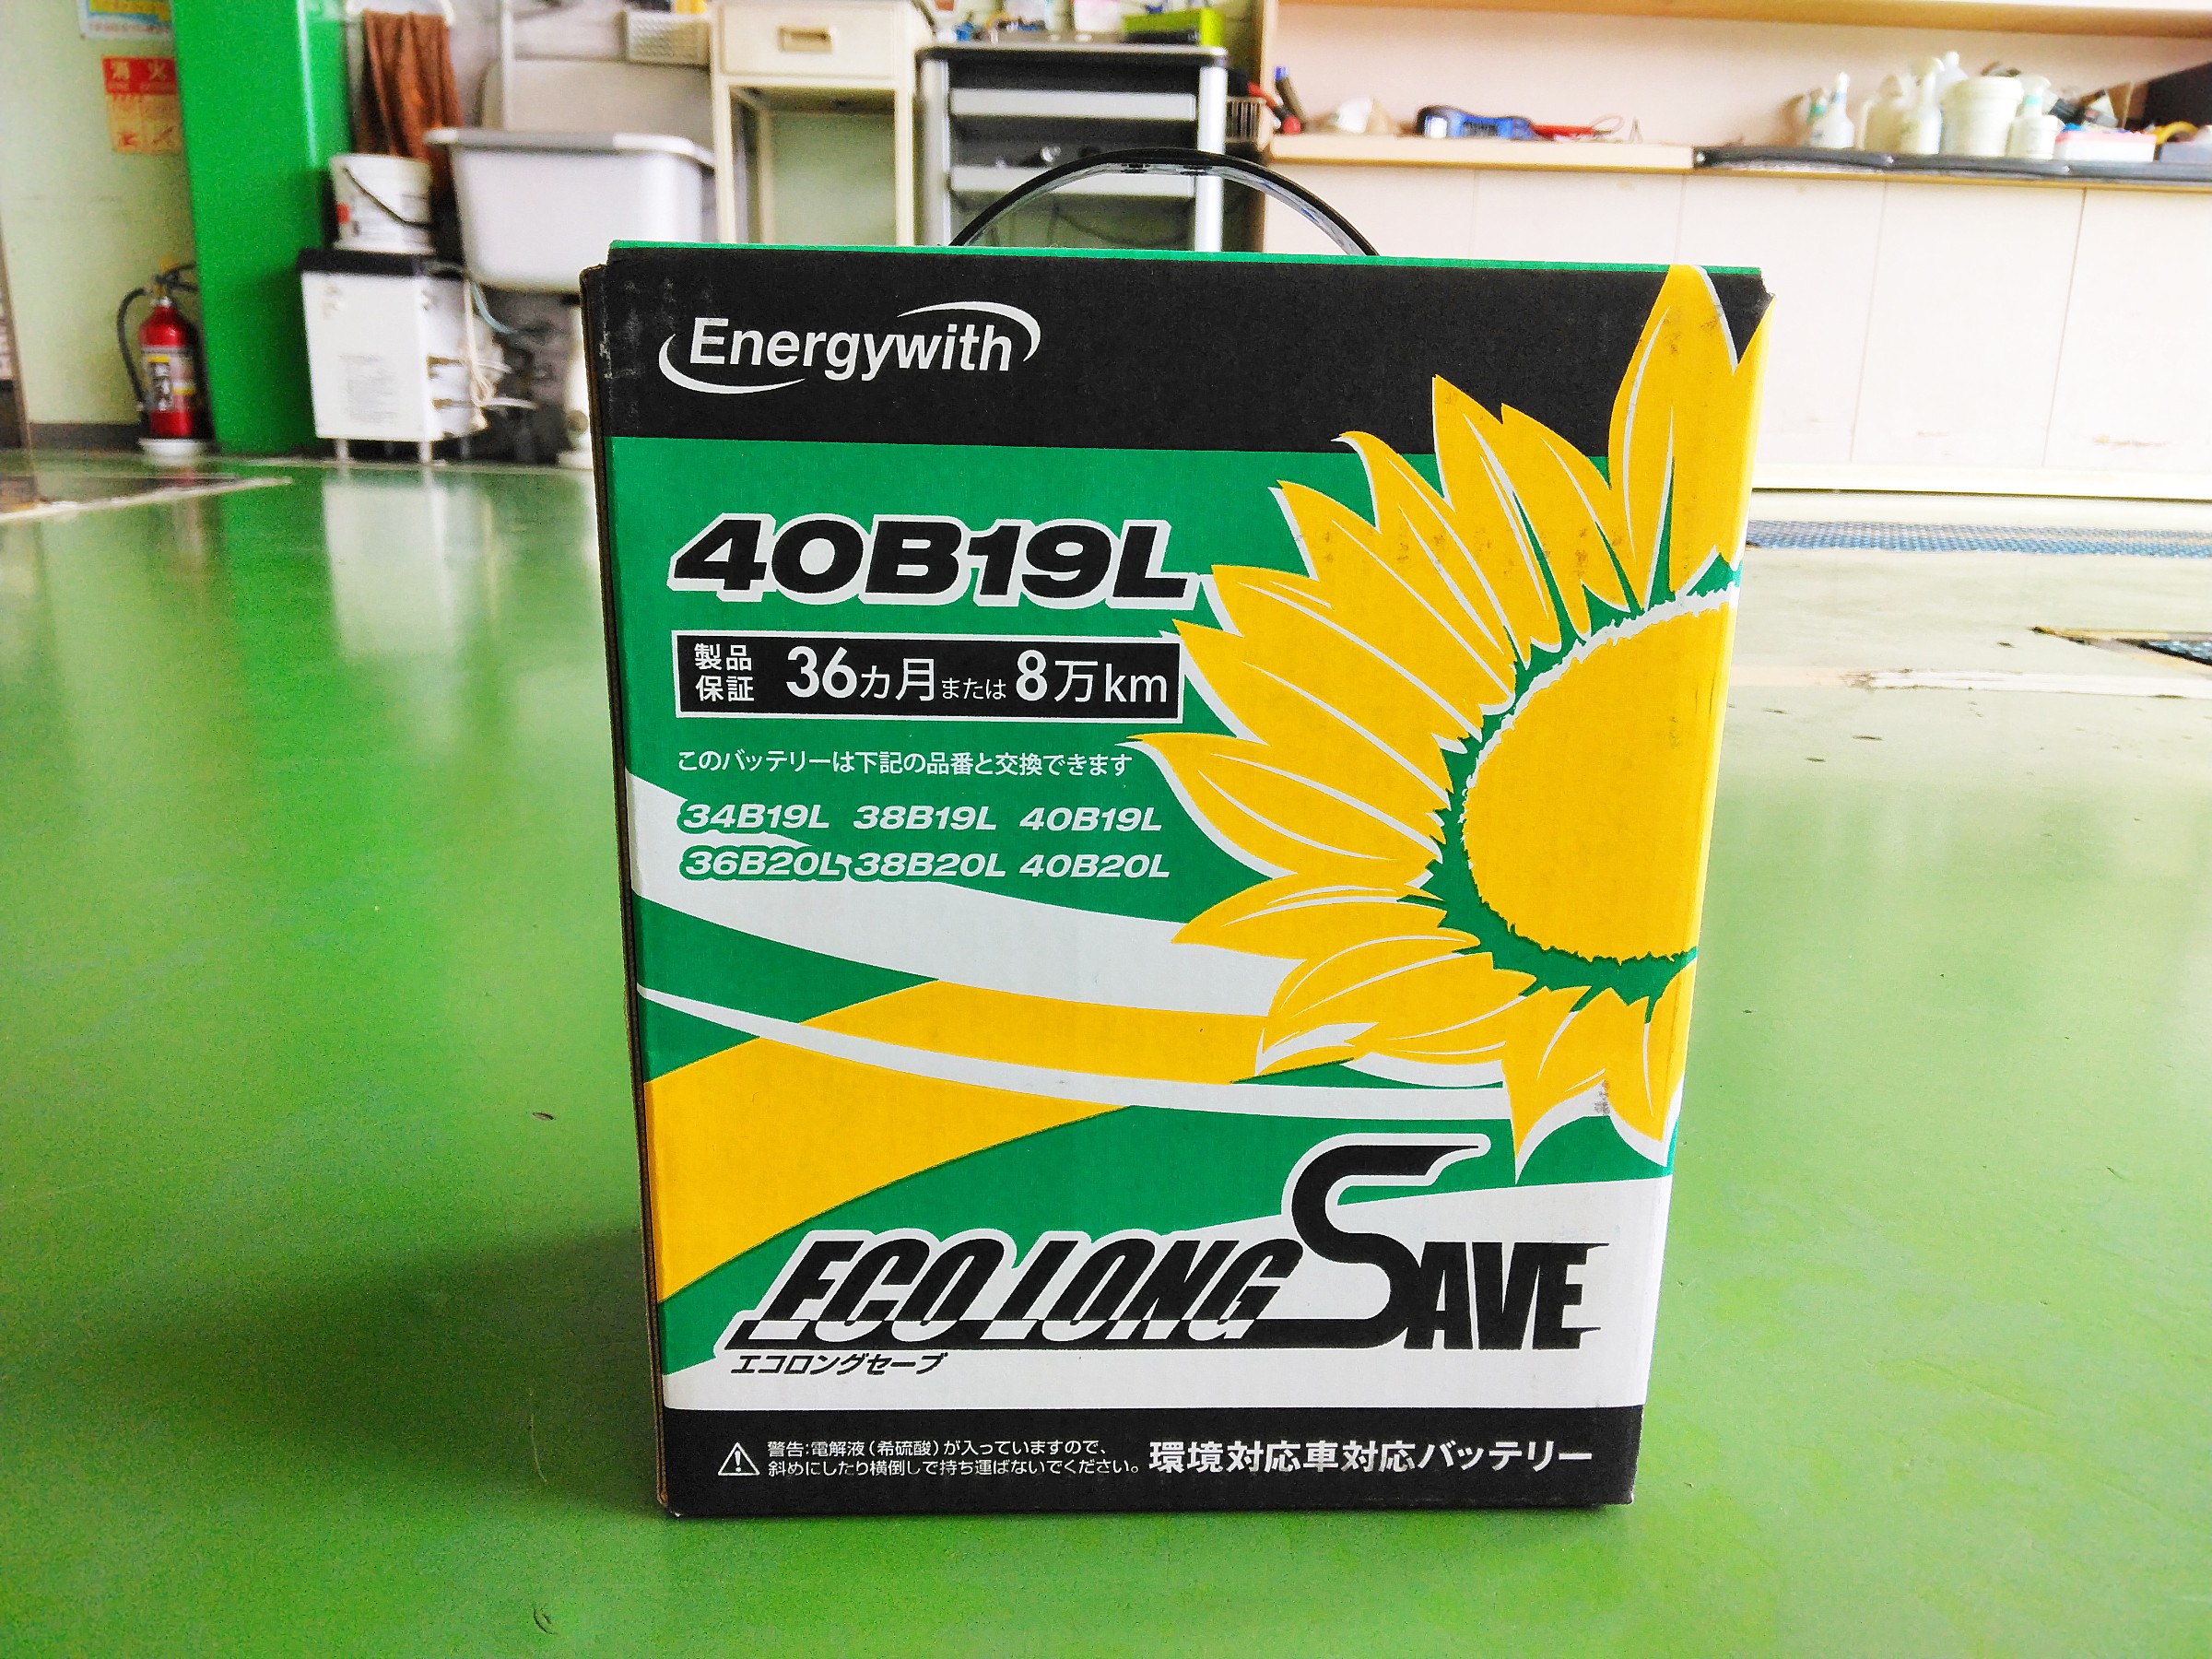 消火
Energywith
40B19L
製品保証 36カ月または8万km
このバッテリーは下記の品番と交換できます
34B19L 38B19L 40B19L
36B20L 38B20L 40B20L
ECO LONG SAVE
エコロングセーブ
警告:電解液(希硫酸)が入っていますので、
斜めにしたり横倒しで持ち運ばないでください。
環境対応車対応バッテリー